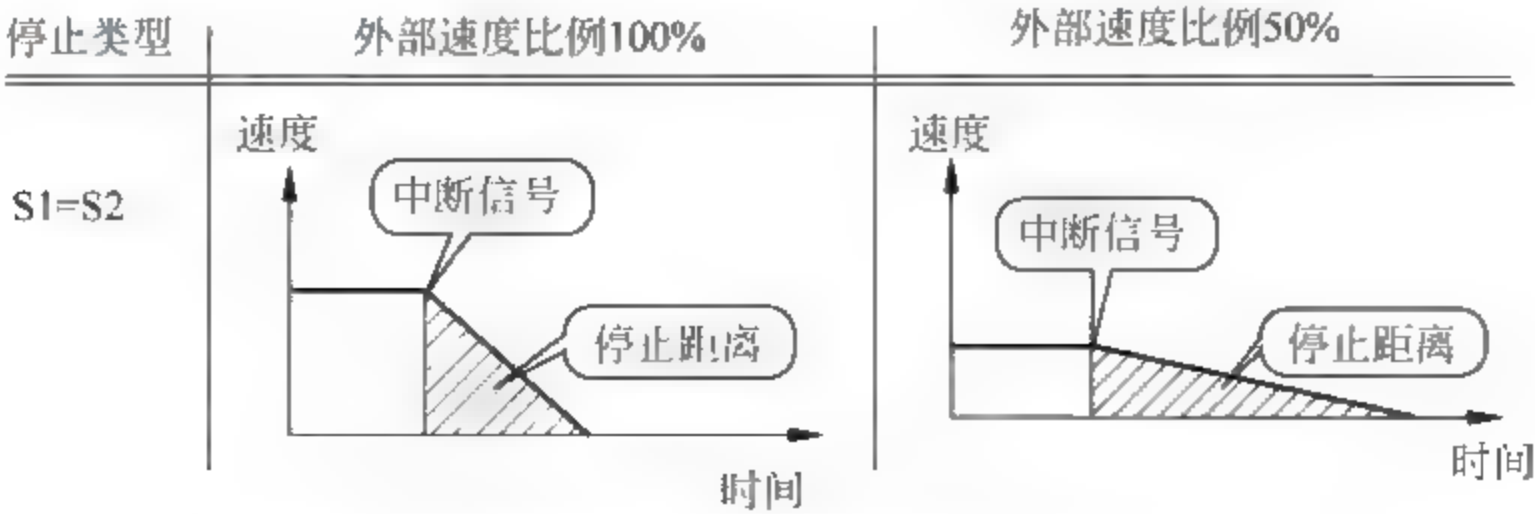 停止类型
外部速度比例100%
外部速度比例50%
S1=S2
速度
中断信号
停止距离
时间
速度
中断信号
停止距离
时间